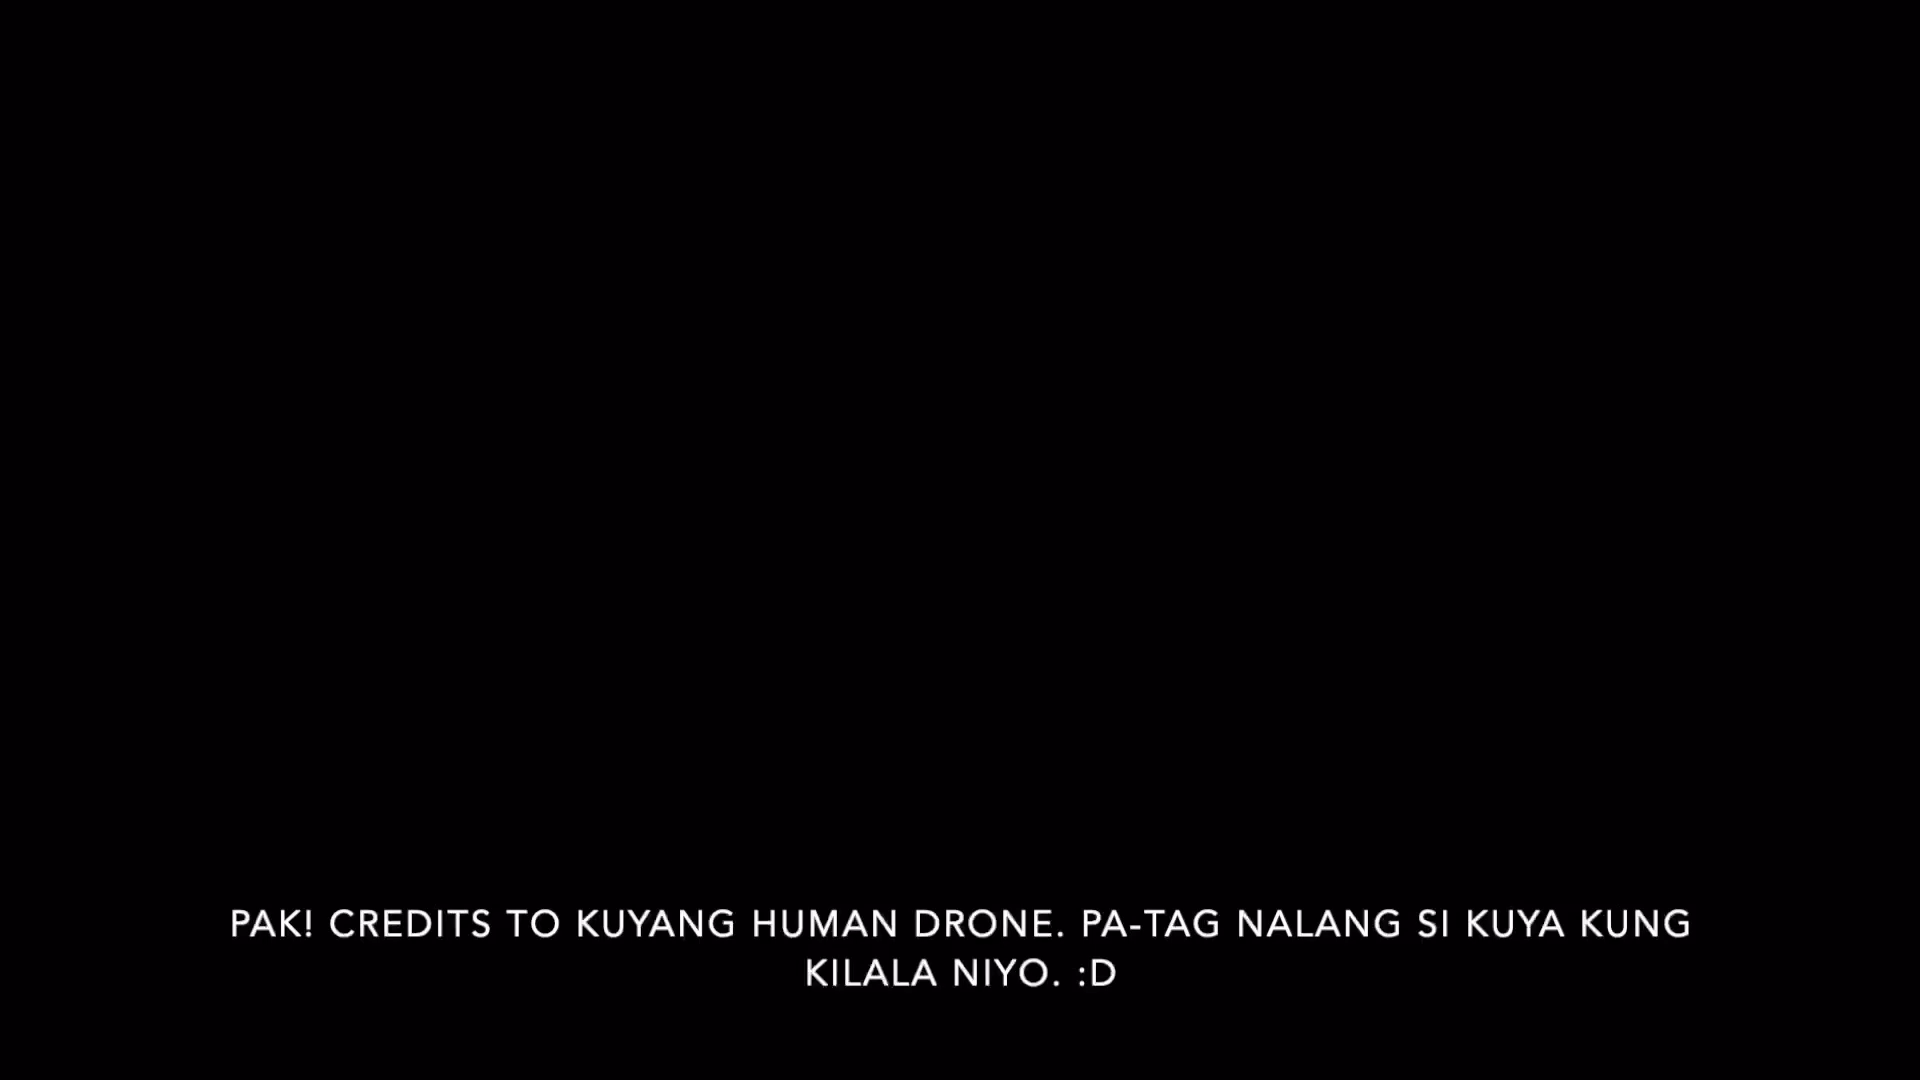 PAK! CREDITS TO KUYANG HUMAN DRONE. PA-TAG NALANG SI KUYA KUNG
KILALA NIYO. :D